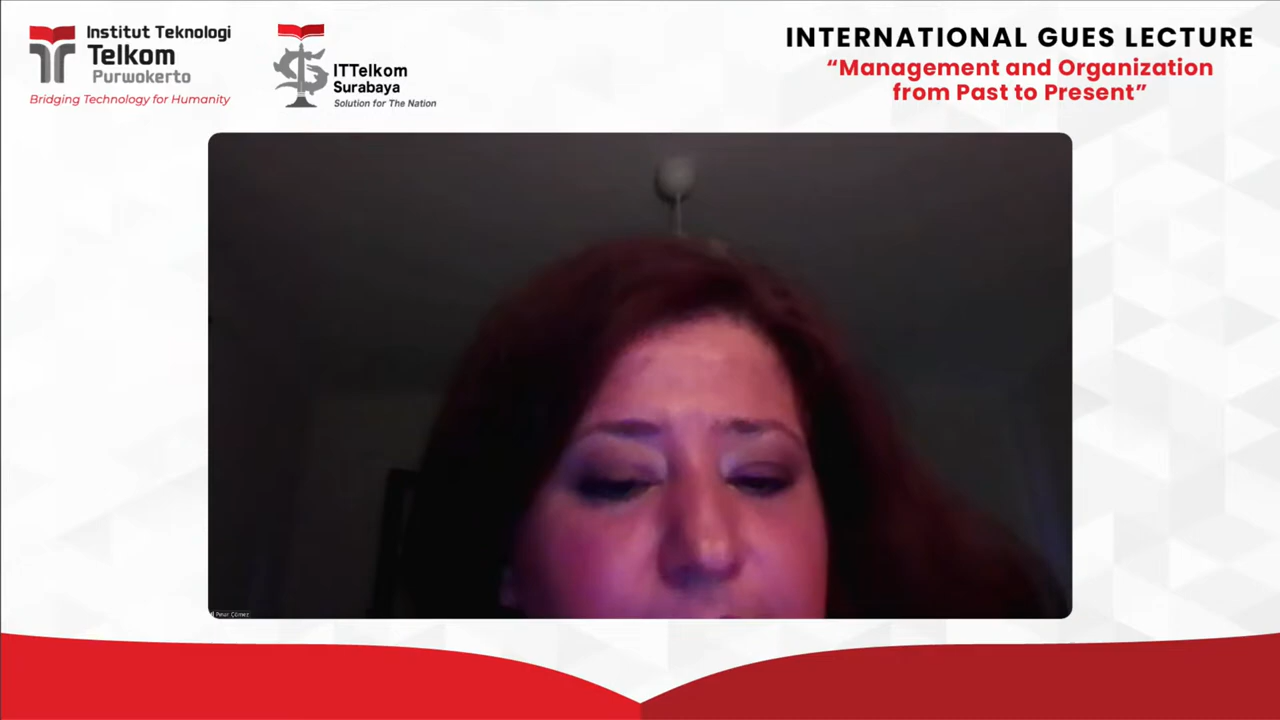 Institut Teknologi
Telkom
Purwokerto
Bridging Technology for Humanity
ITTelkom
Surabaya
Solution for The Nation
INTERNATIONAL GUES LECTURE
“Management and Organization
from Past to Present”